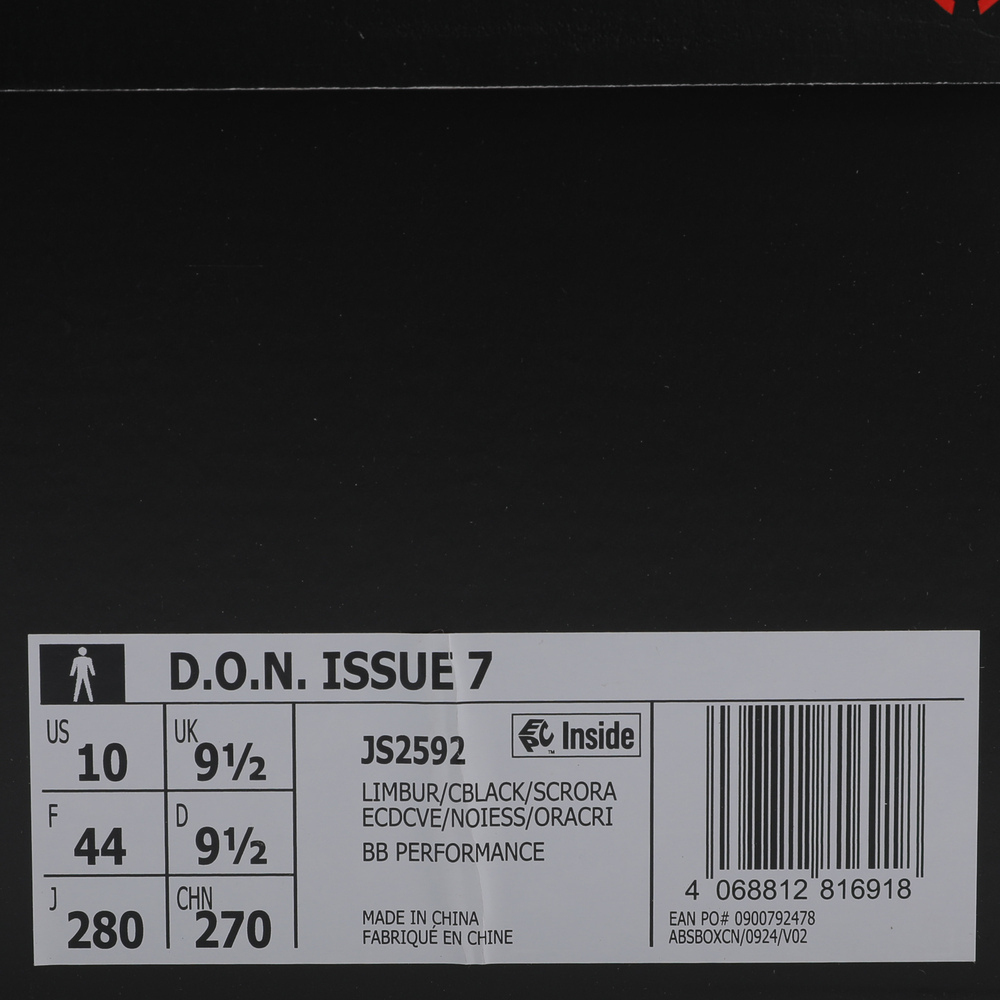 D.O.N. ISSUE 7
US 10
UK 9½
F 44
D 9½
J 280
CHN 270
JS2592
EPC Inside
TM
LIMBUR/CBLACK/SCRORA
ECDCVE/NOIESS/ORACRI
BB PERFORMANCE
MADE IN CHINA
FABRIQUÉ EN CHINE
4 068812 816918
EAN PO# 0900792478
ABSBOXCN/0924/V02